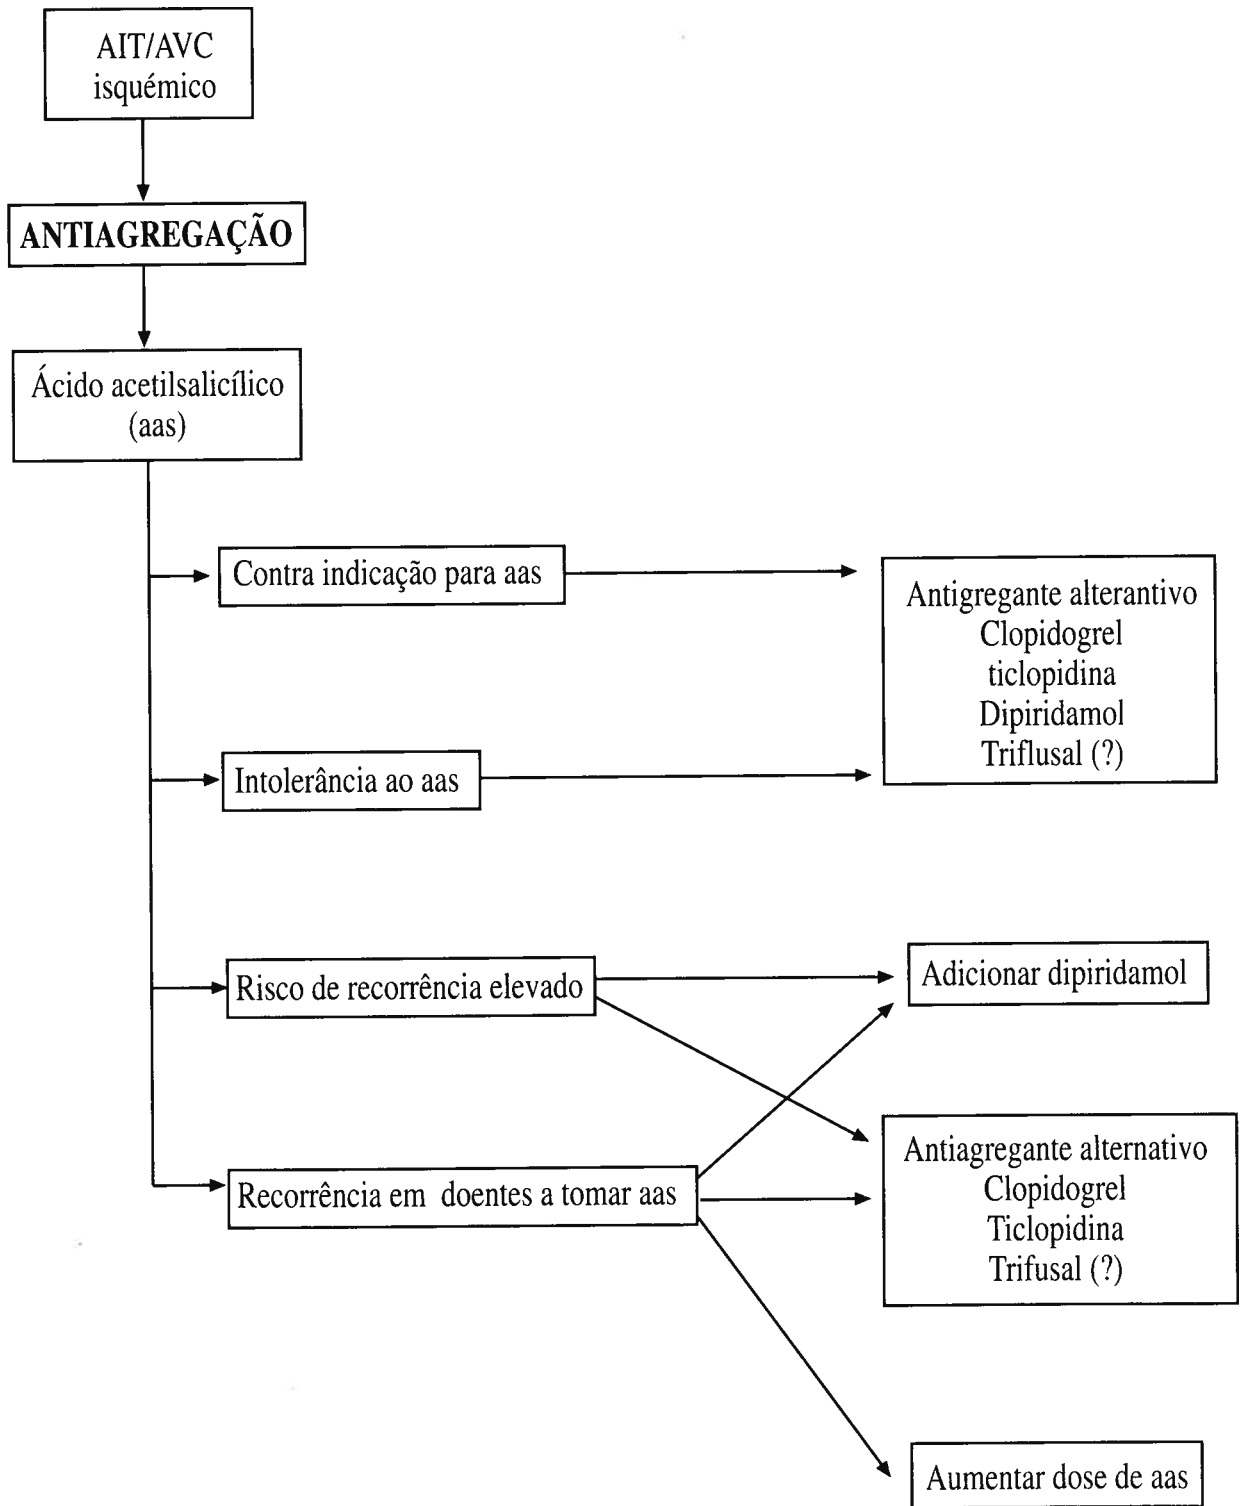 AIT/AVC
isquémico
ANTIAGREGAÇÃO
Ácido acetilsalicílico
(aas)
Contra indicação para aas
Antigregante alterantivo
Clopidogrel
ticlopidina
Dipiridamol
Triflusal (?)
Intolerância ao aas
Risco de recorrência elevado
Adicionar dipiridamol
Recorrência em doentes a tomar aas
Antiagregante alternativo
Clopidogrel
Ticlopidina
Trifusal (?)
Aumentar dose de aas